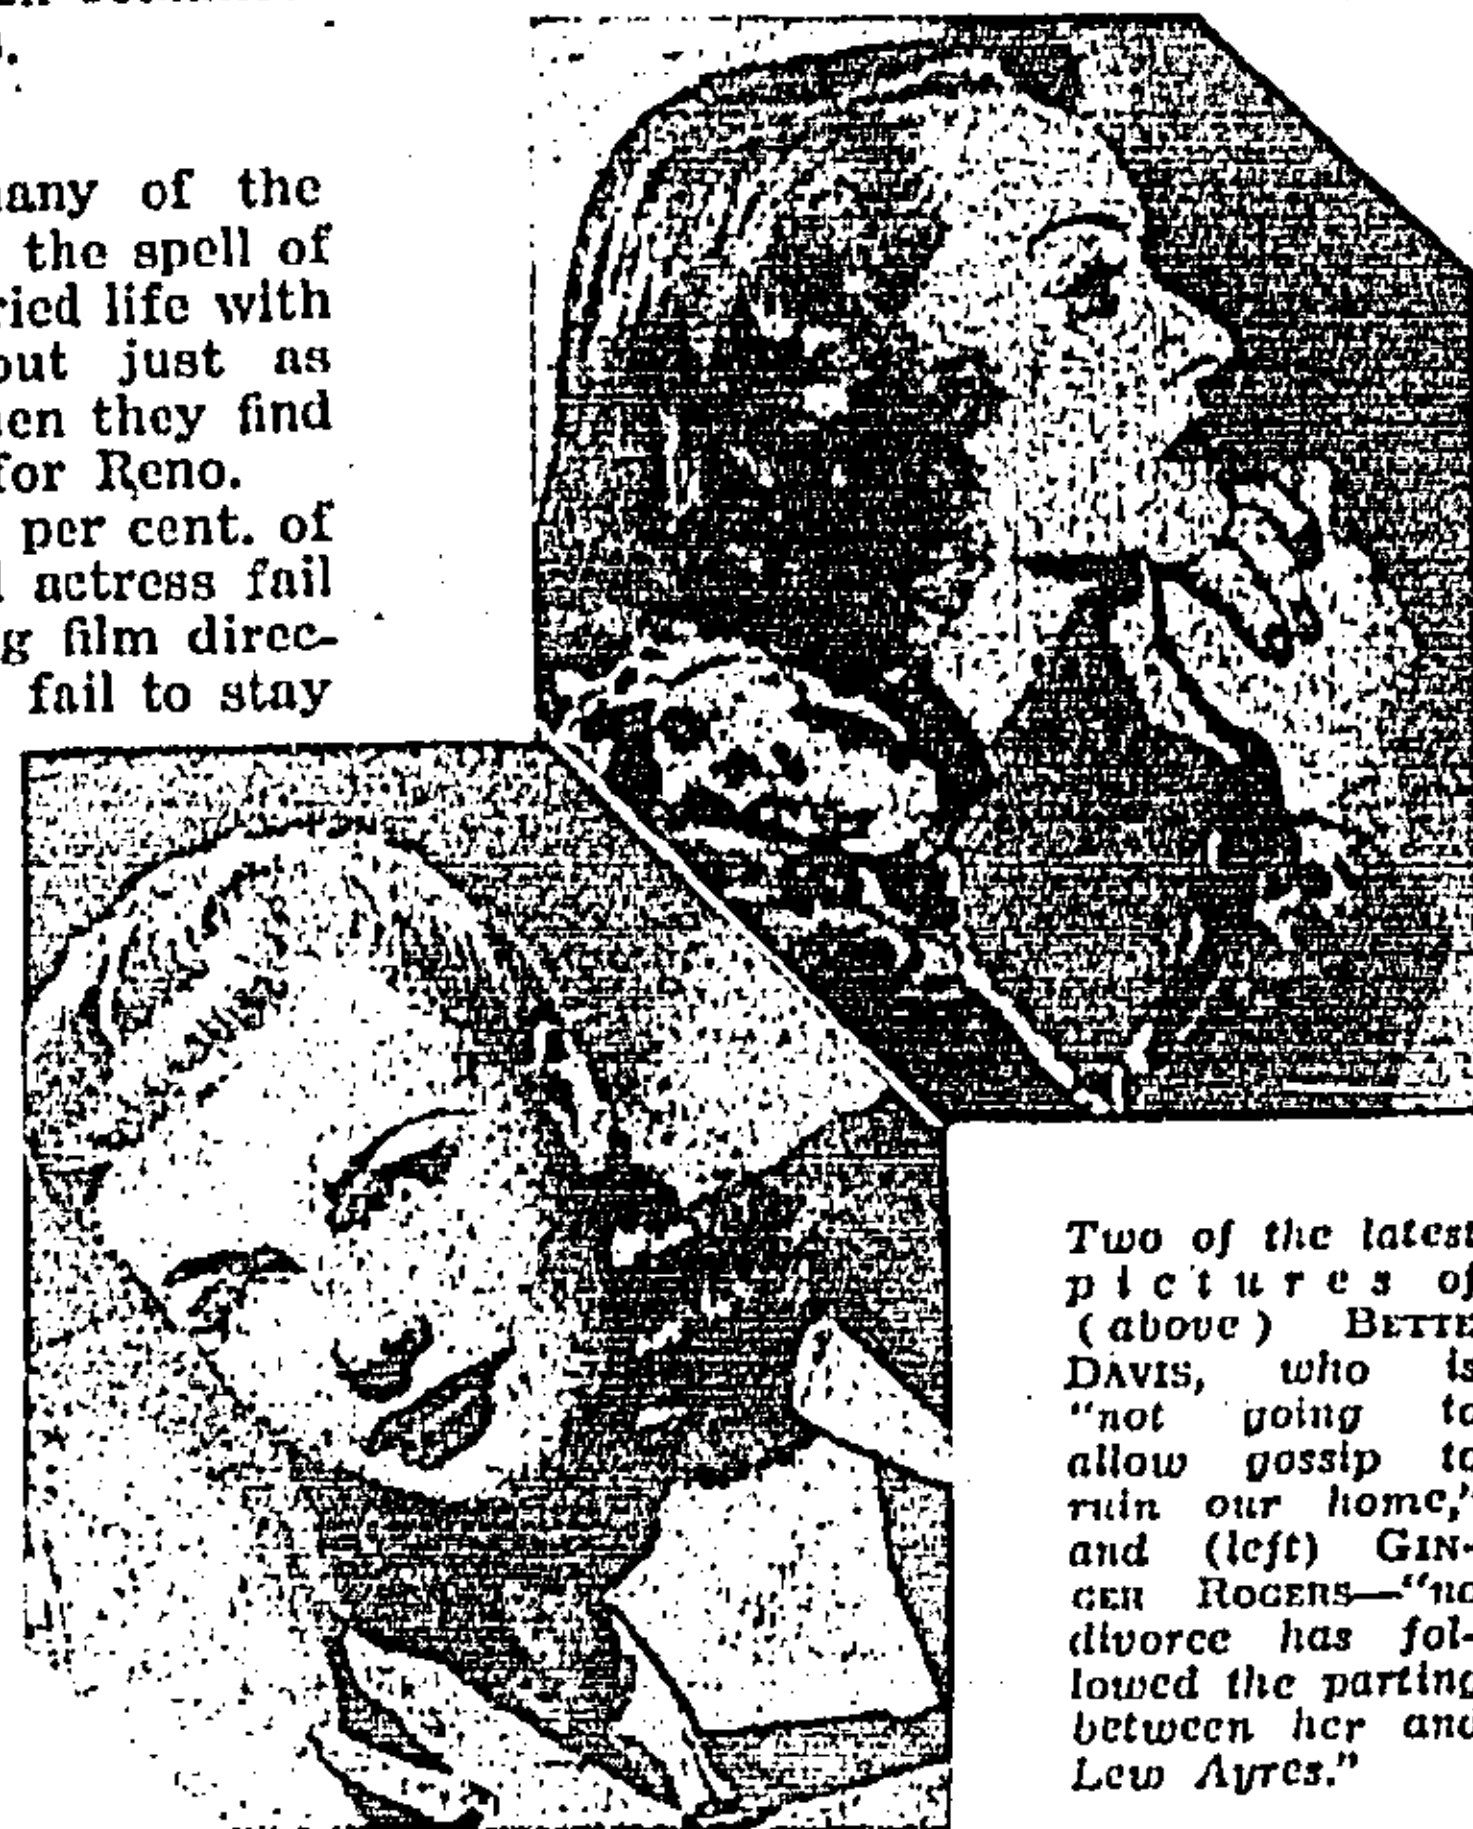 .
any of the
the spell of
ried life with
out just as
en they find
for Reno.
per cent. of
actress fail
g film direc-
fail to stay
Two of the latest
pictures of
(above) BETTE
DAVIS, who is
"not going to
allow gossip to
ruin our home,"
and (left) GIN-
GER ROGERS—"no
divorce has fol-
lowed the parting
between her and
Lew Ayres."